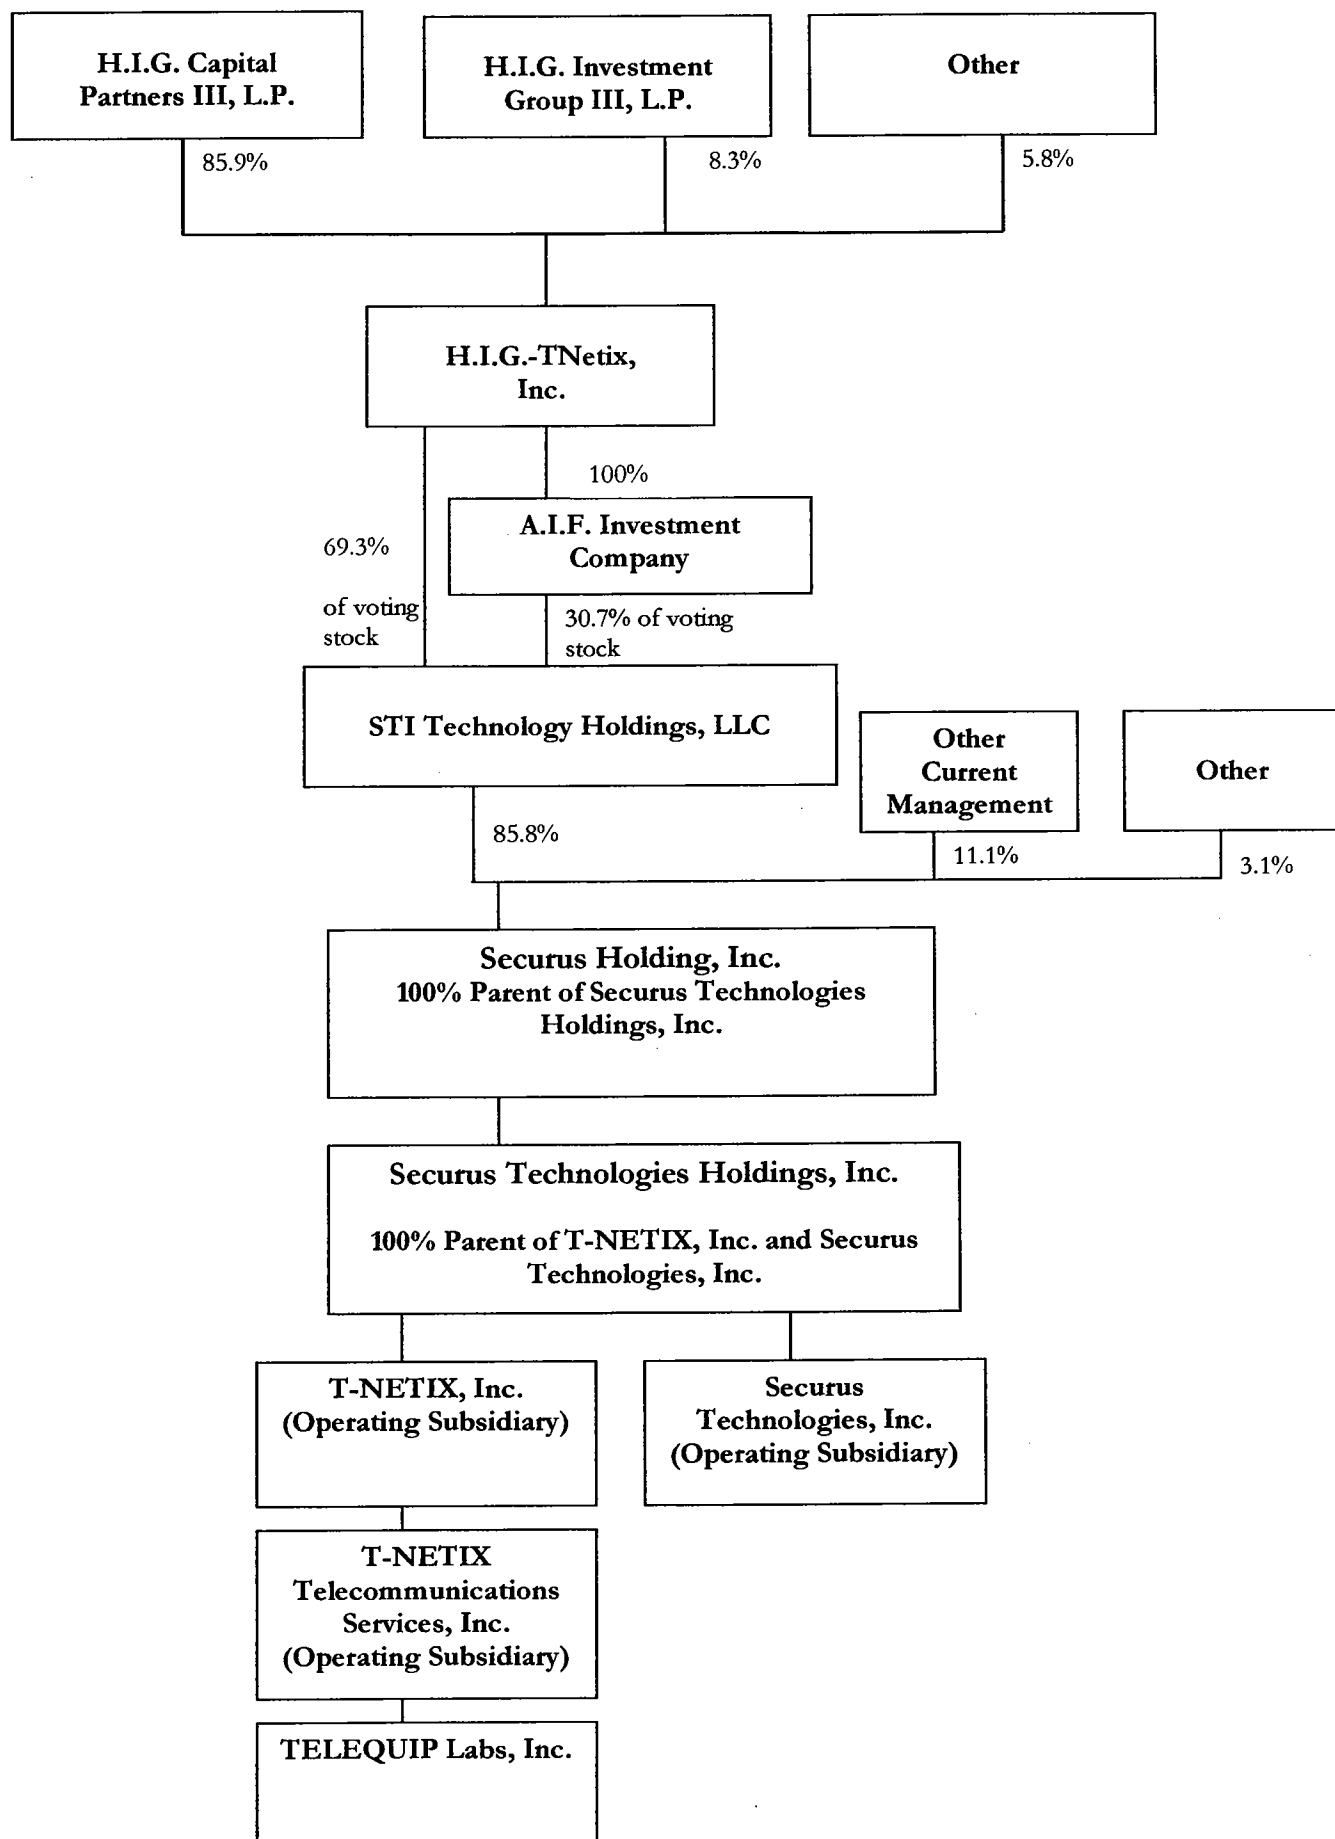 H.I.G. Capital
Partners III, L.P.
H.I.G. Investment
Group III, L.P.
Other
85.9%
8.3%
5.8%
H.I.G.-TNetix,
Inc.
100%
A.I.F. Investment
Company
69.3%
of voting
stock
30.7% of voting
stock
STI Technology Holdings, LLC
Other
Current
Management
Other
85.8%
11.1%
3.1%
Securus Holding, Inc.
100% Parent of Securus Technologies
Holdings, Inc.
Securus Technologies Holdings, Inc.
100% Parent of T-NETIX, Inc. and Securus
Technologies, Inc.
T-NETIX, Inc.
(Operating Subsidiary)
Securus
Technologies, Inc.
(Operating Subsidiary)
T-NETIX
Telecommunications
Services, Inc.
(Operating Subsidiary)
TELEQUIP Labs, Inc.